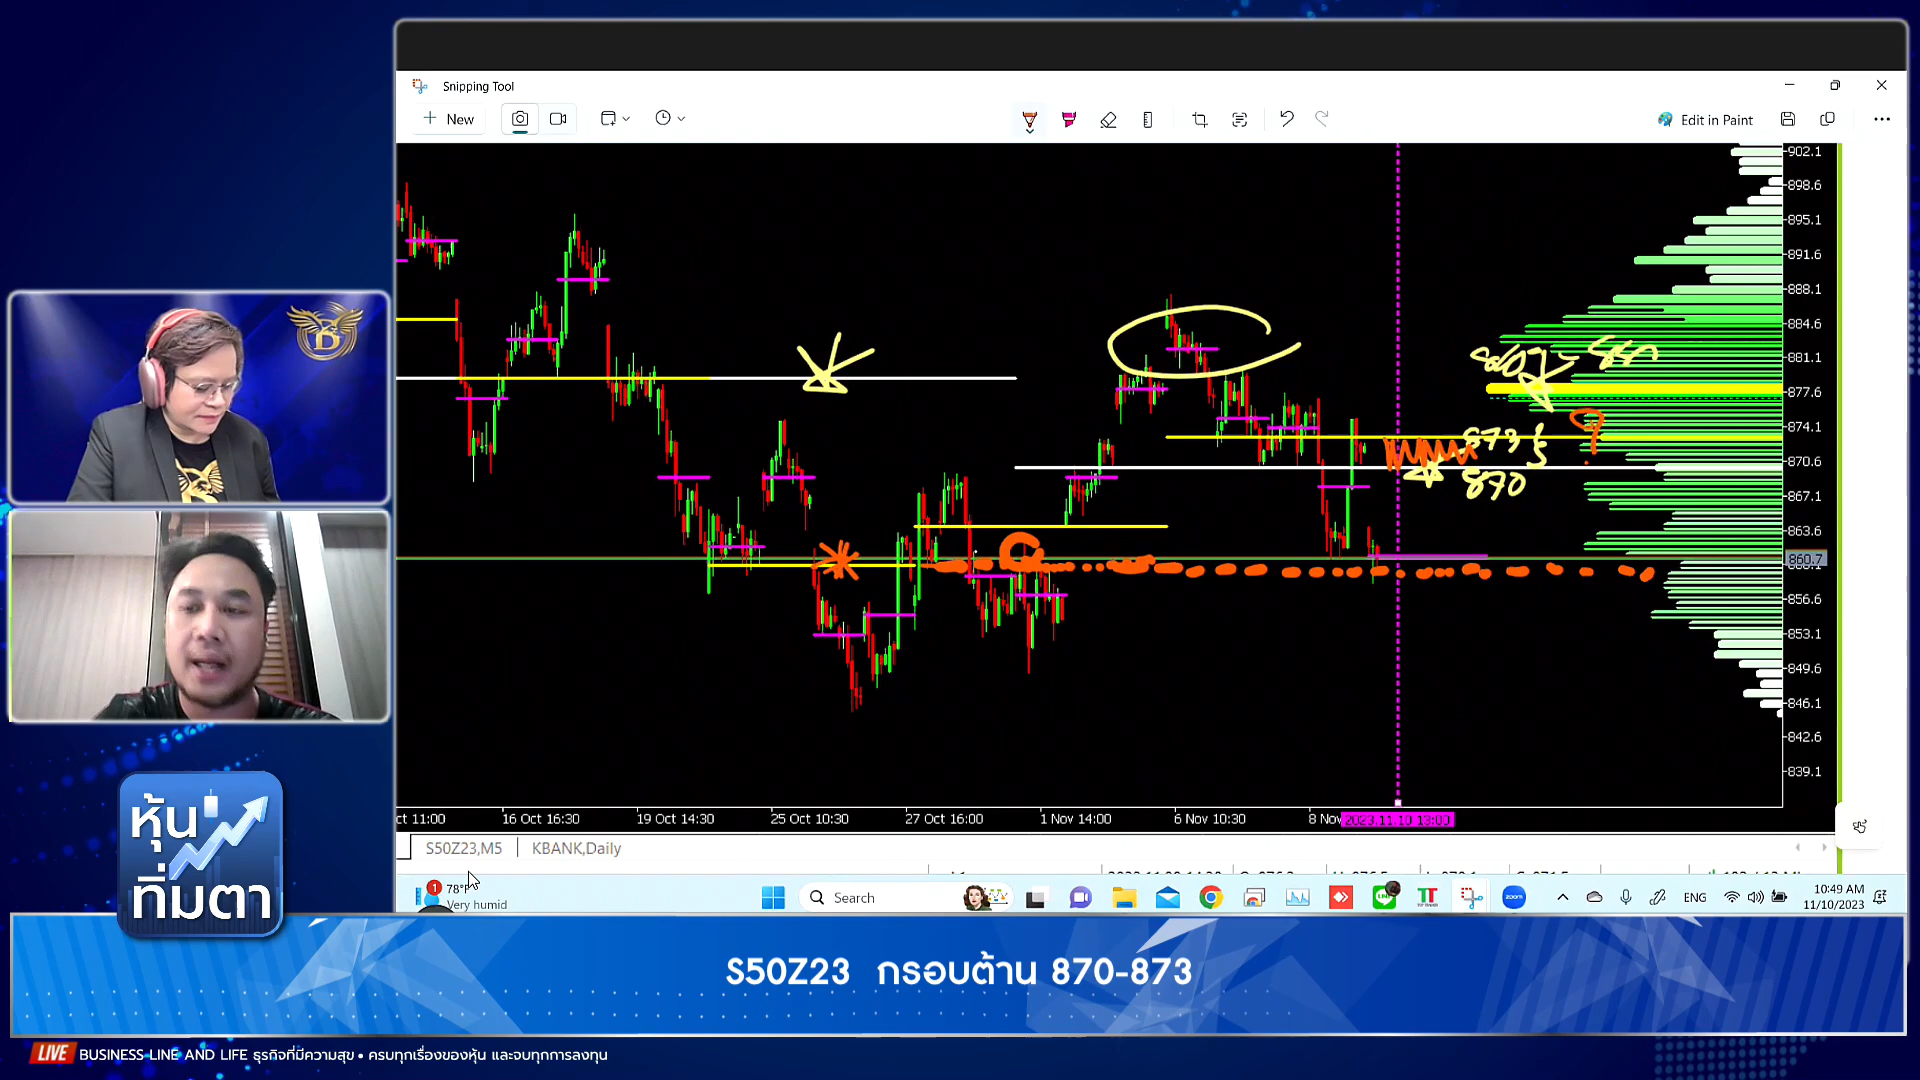 Snipping Tool
New
Edit in Paint
902.1
898.6
895.1
891.6
888.1
884.6
881.1
877.6
874.1
870.6
867.1
863.6
860.7
856.6
853.1
849.6
846.1
842.6
839.1
873
870
ct 11:00
16 Oct 16:30
19 Oct 14:30
25 Oct 10:30
27 Oct 16:00
1 Nov 14:00
6 Nov 10:30
8 Nov
2023.11.10 13:00
S50Z23,M5
KBANK,Daily
1
78°F
Very humid
Search
zoom
ENG
10:49 AM
11/10/2023
หุ้น
ทิ่มตา
S50Z23 กรอบต้าน 870-873
LIVE BUSINESS LINE AND LIFE ธุรกิจที่มีความสุข • ครบทุกเรื่องของหุ้น และจบทุกการลงทุน